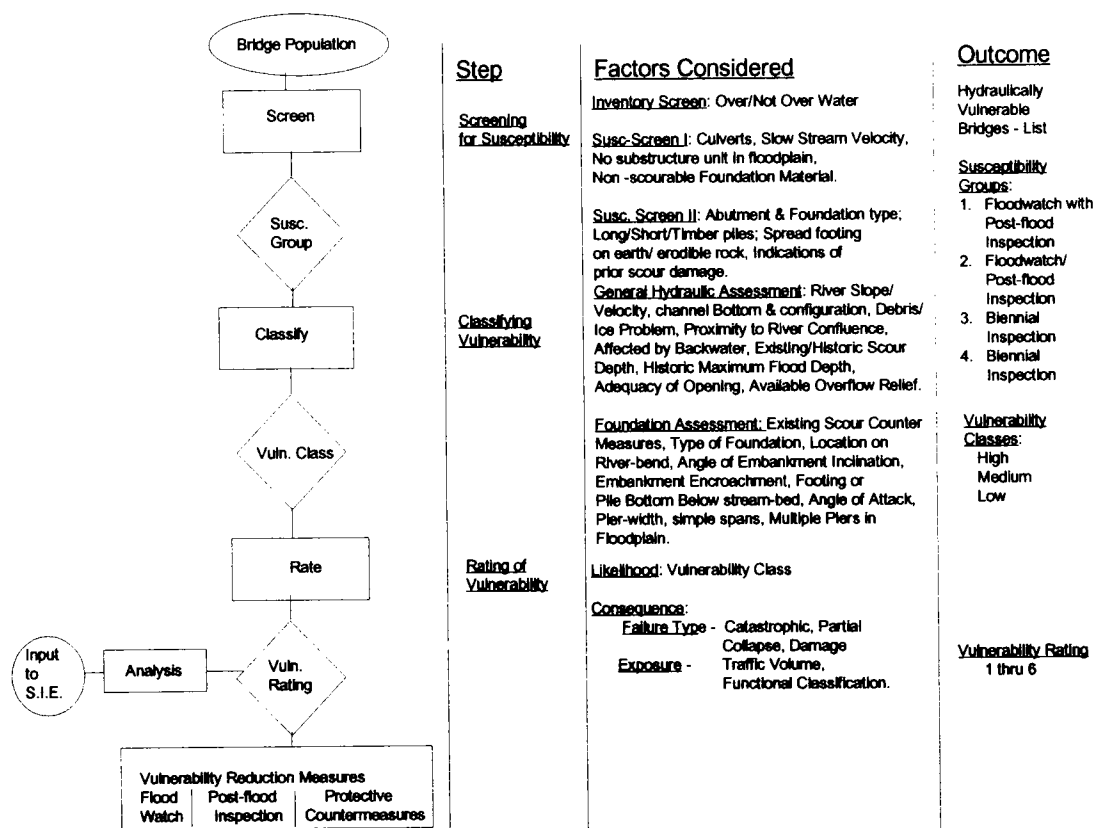 Bridge Population
Screen
Susc.
Group
Classify
Vuln. Class
Rate
Input
to
S.I.E.
Analysis
Vuln.
Rating
Vulnerability Reduction Measures
Flood
Watch
Post-flood
Inspection
Protective
Countermeasures
Step
Screening
for Susceptibility
Classifying
Vulnerability
Rating of
Vulnerability
Factors Considered
Inventory Screen: Over/Not Over Water
Susc-Screen I: Culverts, Slow Stream Velocity,
No substructure unit in floodplain,
Non -scourable Foundation Material.
Susc. Screen II: Abutment & Foundation type;
Long/Short/Timber piles; Spread footing
on earth/ erodible rock, Indications of
prior scour damage.
General Hydraulic Assessment: River Slope/
Velocity, channel Bottom & configuration, Debris/
Ice Problem, Proximity to River Confluence,
Affected by Backwater, Existing/Historic Scour
Depth, Historic Maximum Flood Depth,
Adequacy of Opening, Available Overflow Relief.
Foundation Assessment: Existing Scour Counter
Measures, Type of Foundation, Location on
River-bend, Angle of Embankment Inclination,
Embankment Encroachment, Footing or
Pile Bottom Below stream-bed, Angle of Attack,
Pier-width, simple spans, Multiple Piers in
Floodplain.
Likelihood: Vulnerability Class
Consequence:
Failure Type - Catastrophic, Partial
Collapse, Damage
Exposure - Traffic Volume,
Functional Classification.
Outcome
Hydraulically
Vulnerable
Bridges - List
Susceptibility
Groups:
1. Floodwatch with
Post-flood
Inspection
2. Floodwatch/
Post-flood
Inspection
3. Biennial
Inspection
4. Biennial
Inspection
Vulnerability
Classes:
High
Medium
Low
Vulnerability Rating
1 thru 6